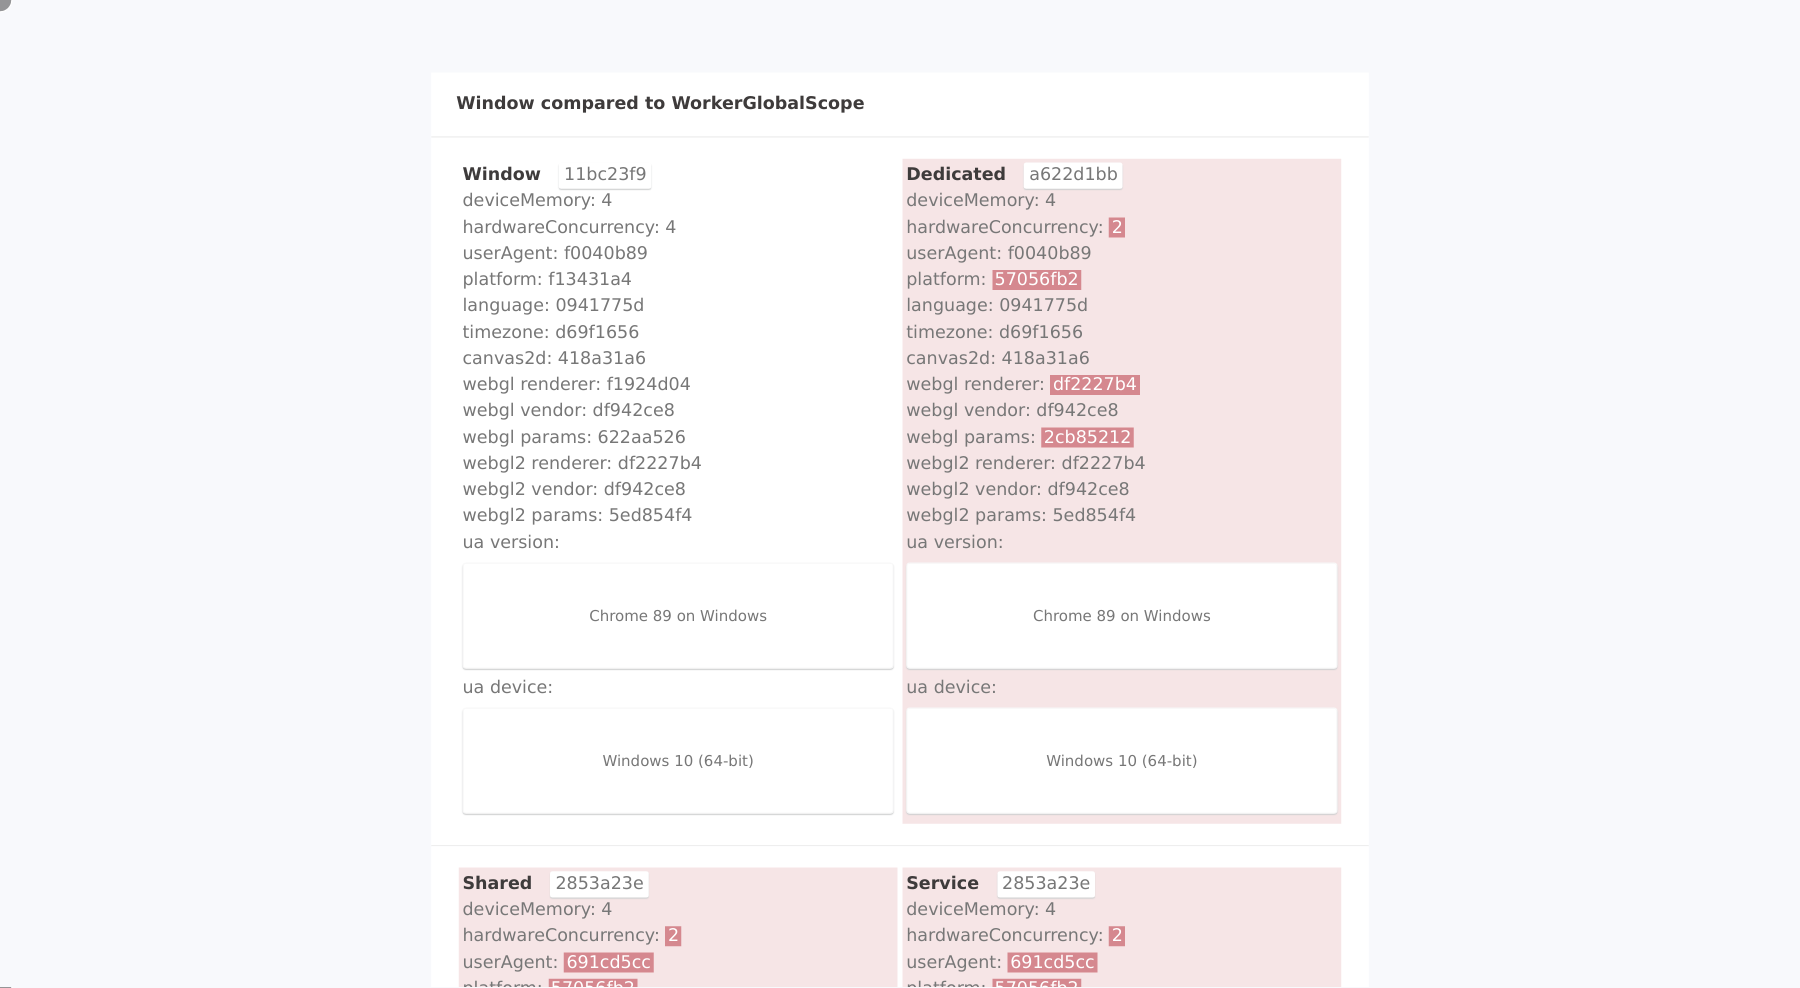 Window compared to WorkerGlobalScope
Window 11bc23f9
deviceMemory: 4
hardwareConcurrency: 4
userAgent: f0040b89
platform: f13431a4
language: 0941775d
timezone: d69f1656
canvas2d: 418a31a6
webgl renderer: f1924d04
webgl vendor: df942ce8
webgl params: 622aa526
webgl2 renderer: df2227b4
webgl2 vendor: df942ce8
webgl2 params: 5ed854f4
ua version:
Chrome 89 on Windows
ua device:
Windows 10 (64-bit)
Dedicated a622d1bb
deviceMemory: 4
hardwareConcurrency: 2
userAgent: f0040b89
platform: 57056fb2
language: 0941775d
timezone: d69f1656
canvas2d: 418a31a6
webgl renderer: df2227b4
webgl vendor: df942ce8
webgl params: 2cb85212
webgl2 renderer: df2227b4
webgl2 vendor: df942ce8
webgl2 params: 5ed854f4
ua version:
Chrome 89 on Windows
ua device:
Windows 10 (64-bit)
Shared 2853a23e
deviceMemory: 4
hardwareConcurrency: 2
userAgent: 691cd5cc
platform: 57056fb2
Service 2853a23e
deviceMemory: 4
hardwareConcurrency: 2
userAgent: 691cd5cc
platform: 57056fb2